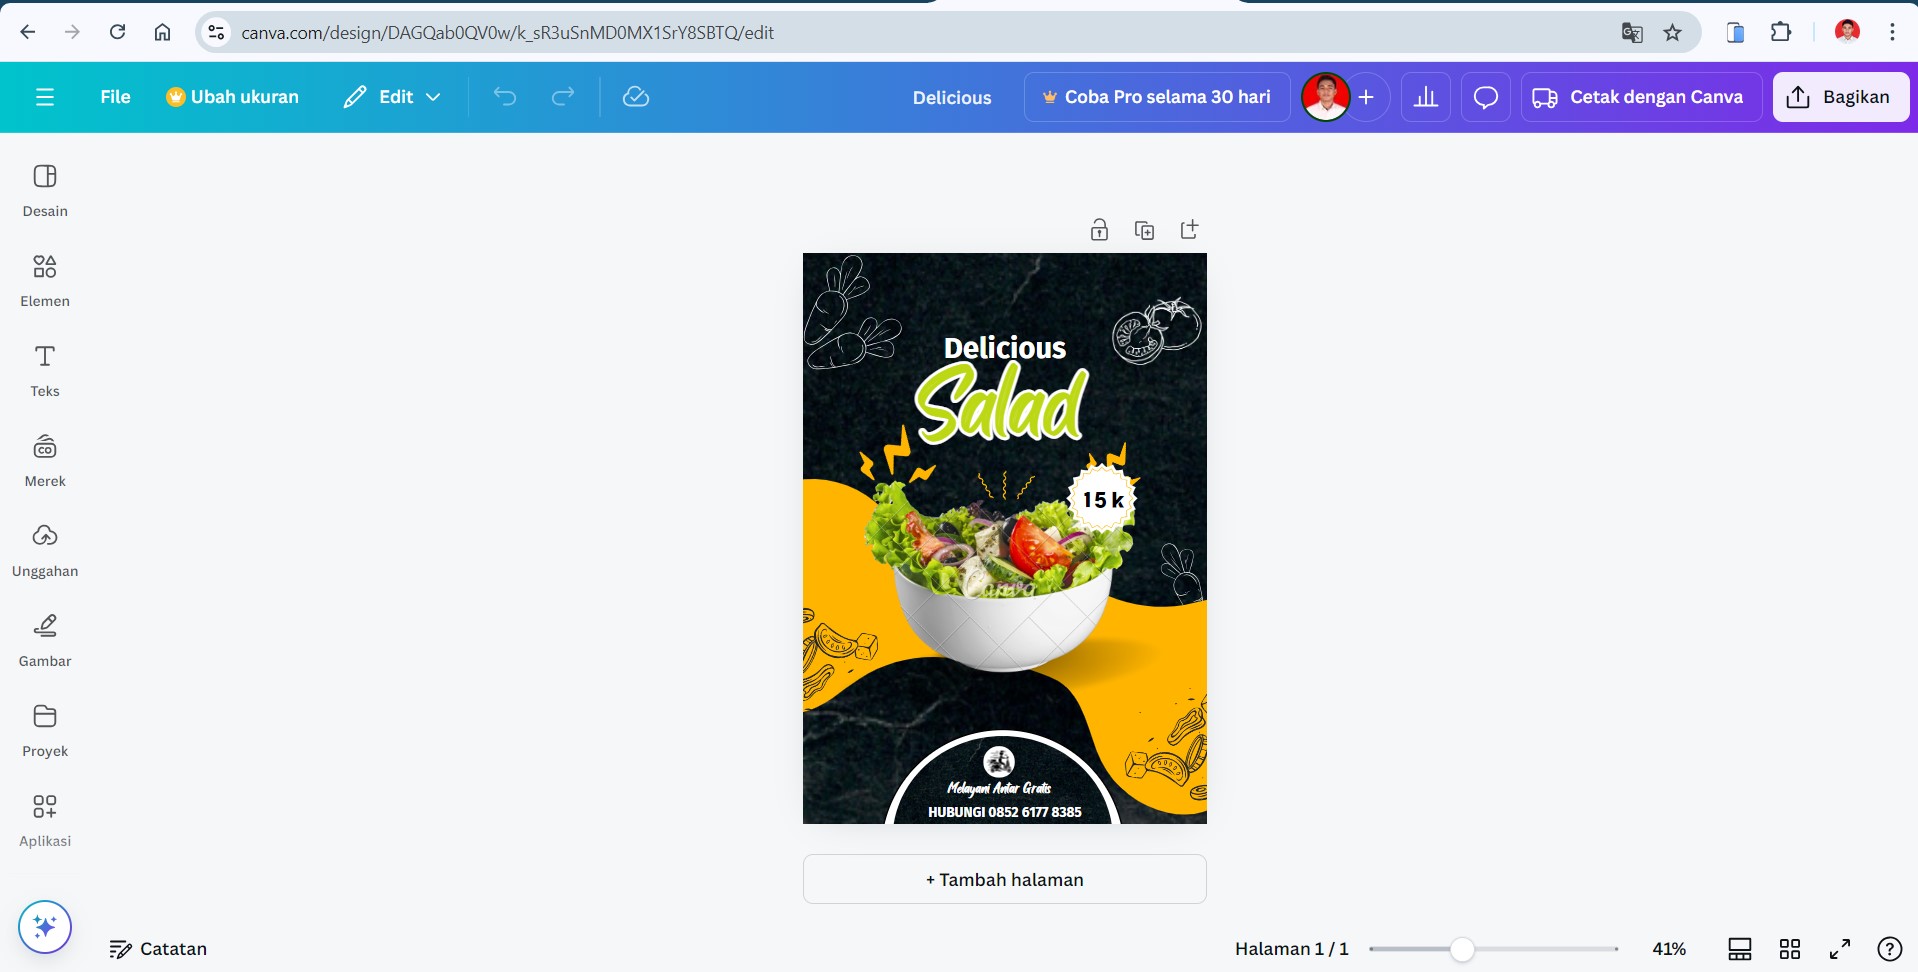 canva.com/design/DAGQab0QV0w/k_sR3uSnMD0MX1SrY8SBTQ/edit
File
Ubah ukuran
Edit
Delicious
Coba Pro selama 30 hari
Cetak dengan Canva
Bagikan
Desain
Elemen
Teks
Merek
CO
Unggahan
Gambar
Proyek
Aplikasi
Delicious
Salad
15 k
Canva
Melayani Antar Gratis
HUBUNGI 0852 6177 8385
+ Tambah halaman
Catatan
Halaman 1 / 1
41%